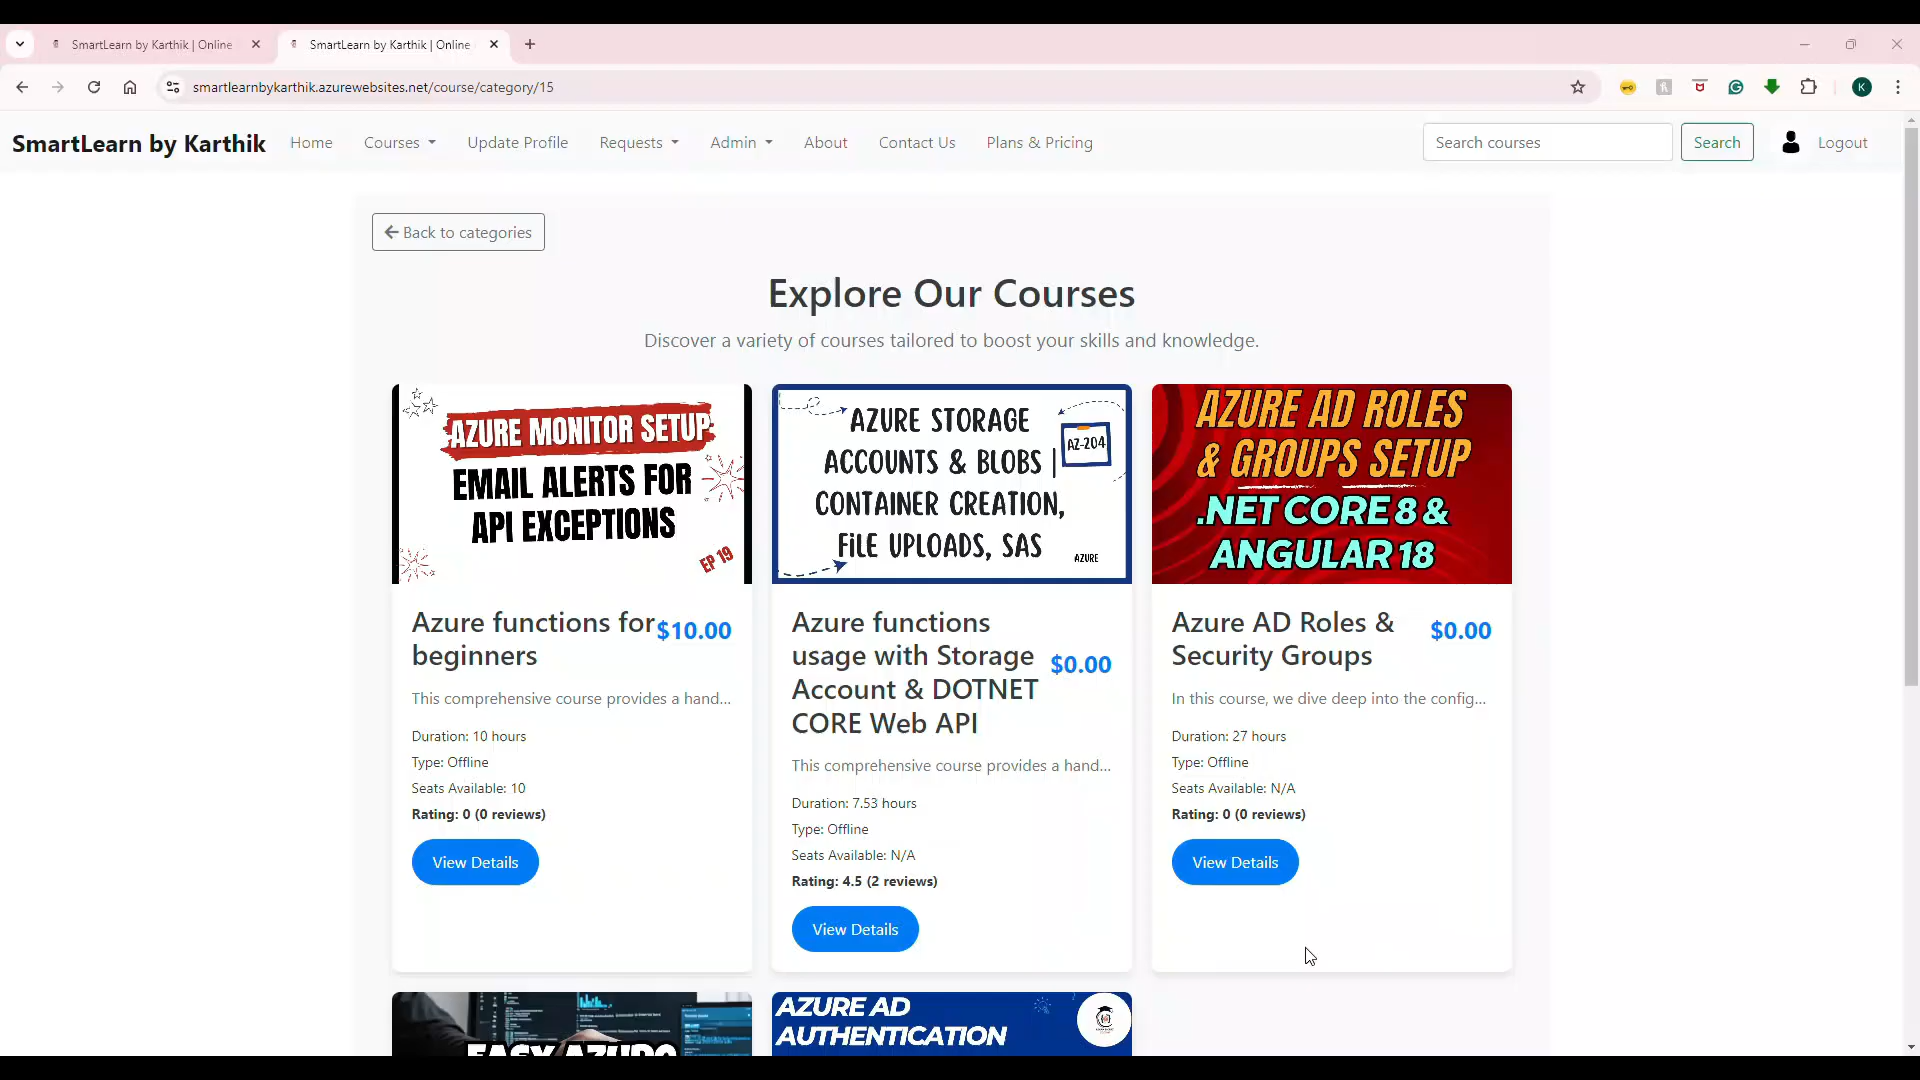 SmartLearn by Karthik | Online
SmartLearn by Karthik | Online
smartlearnbykarthik.azurewebsites.net/course/category/15
K
SmartLearn by Karthik
Home
Courses
Update Profile
Requests
Admin
About
Contact Us
Plans & Pricing
Search courses
Search
Logout
Back to categories
Explore Our Courses
Discover a variety of courses tailored to boost your skills and knowledge.
AZURE MONITOR SETUP:
EMAIL ALERTS FOR
API EXCEPTIONS
EP 19
Azure functions for
beginners
$10.00
This comprehensive course provides a hand...
Duration: 10 hours
Type: Offline
Seats Available: 10
Rating: 0 (0 reviews)
View Details
AZURE STORAGE
ACCOUNTS & BLOBS |
CONTAINER CREATION,
FILE UPLOADS, SAS
AZ-204
AZURE
Azure functions
usage with Storage
Account & DOTNET
CORE Web API
$0.00
This comprehensive course provides a hand...
Duration: 7.53 hours
Type: Offline
Seats Available: N/A
Rating: 4.5 (2 reviews)
View Details
AZURE AD ROLES
& GROUPS SETUP
.NET CORE 8 &
ANGULAR 18
Azure AD Roles &
Security Groups
$0.00
In this course, we dive deep into the config...
Duration: 27 hours
Type: Offline
Seats Available: N/A
Rating: 0 (0 reviews)
View Details
EASY AZURE
AZURE AD
AUTHENTICATION